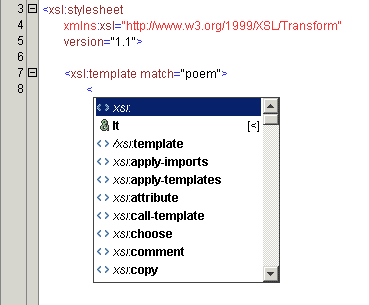 3 <xsl:stylesheet
4 xmlns:xsl="http://www.w3.org/1999/XSL/Transform"
5 version="1.1">
6
7 <xsl:template match="poem">
8 <
<> xsl:
lt [<]
<> /xsl:template
<> xsl:apply-imports
<> xsl:apply-templates
<> xsl:attribute
<> xsl:call-template
<> xsl:choose
<> xsl:comment
<> xsl:copy